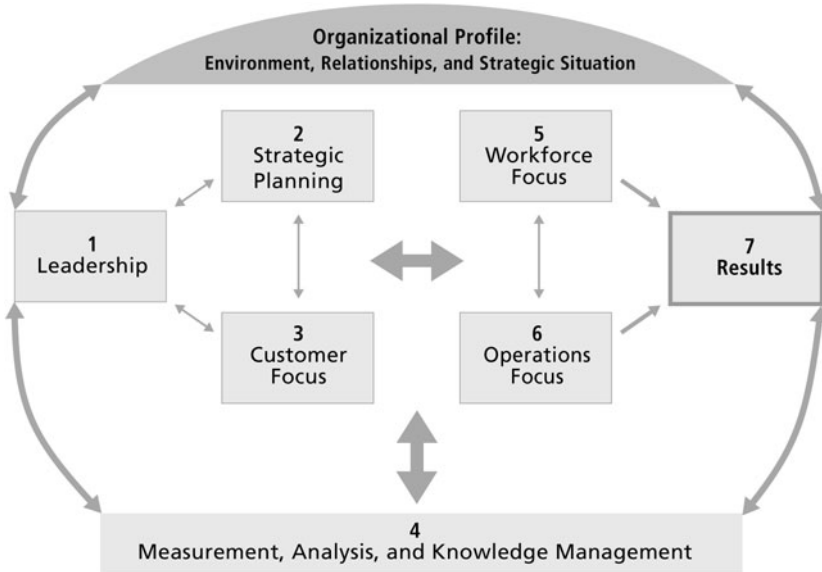 Organizational Profile:
Environment, Relationships, and Strategic Situation
2
Strategic
Planning
5
Workforce
Focus
1
Leadership
7
Results
3
Customer
Focus
6
Operations
Focus
4
Measurement, Analysis, and Knowledge Management